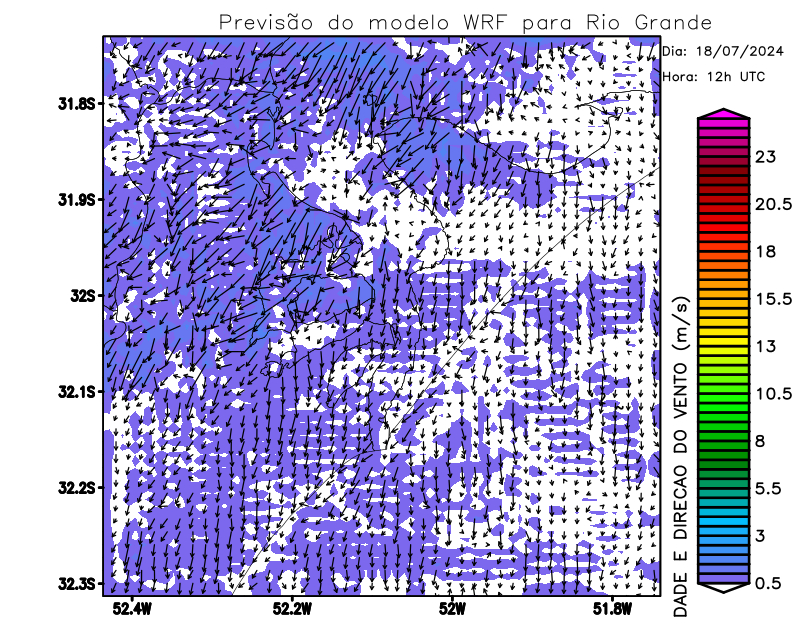 Previsão do modelo WRF para Rio Grande
Dia: 18/07/2024
Hora: 12h UTC
31.8S
31.9S
32S
32.1S
32.2S
32.3S
52.4W
52.2W
52W
51.8W
23
20.5
18
15.5
13
10.5
8
5.5
3
0.5
DADE E DIRECAO DO VENTO (m/s)